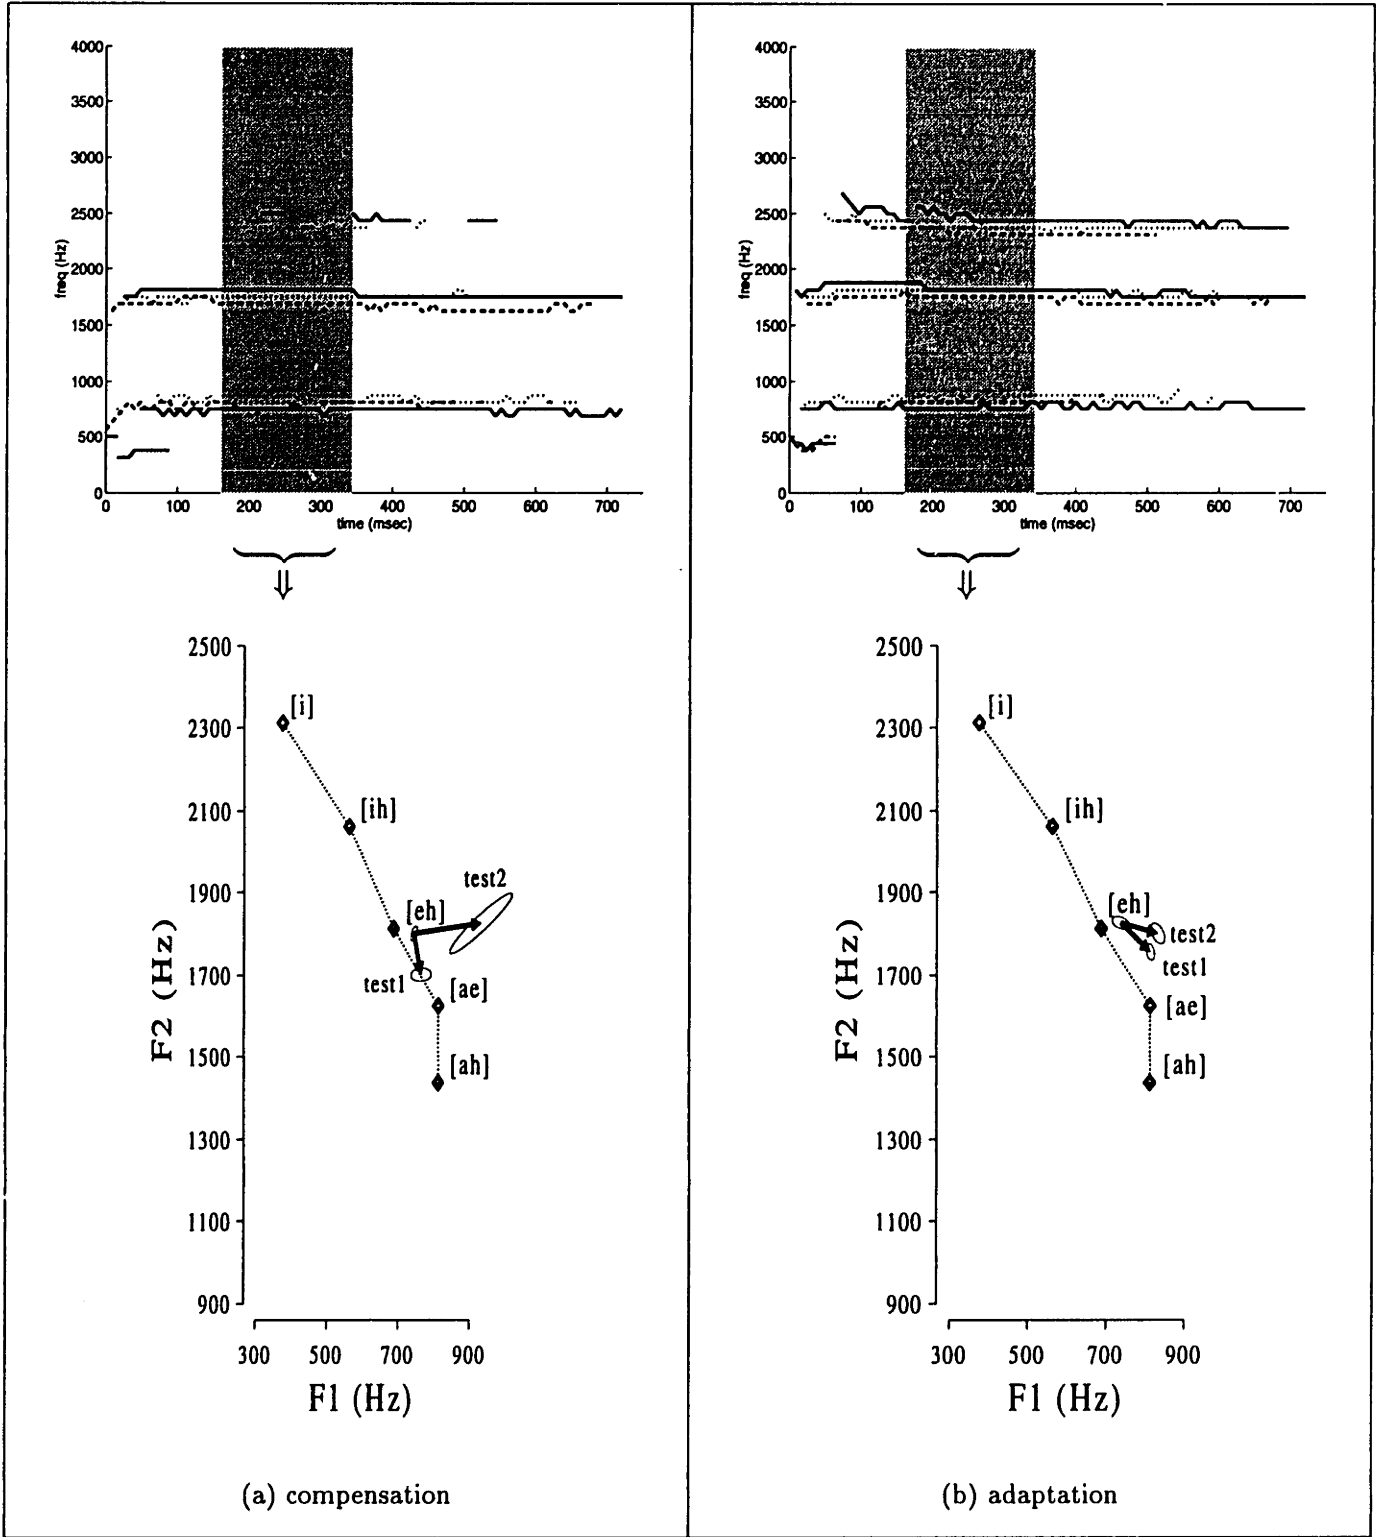 4000
3500
3000
2500
2000
1500
1000
500
0
freq (Hz)
0 100 200 300 400 500 600 700
time (msec)
2500
2300
2100
1900
1700
1500
1300
1100
900
F2 (Hz)
[i]
[ih]
test2
[eh]
test1
[ae]
[ah]
300 500 700 900
F1 (Hz)
(a) compensation
4000
3500
3000
2500
2000
1500
1000
500
0
freq (Hz)
0 100 200 300 400 500 600 700
time (msec)
2500
2300
2100
1900
1700
1500
1300
1100
900
F2 (Hz)
[i]
[ih]
[eh]
test2
test1
[ae]
[ah]
300 500 700 900
F1 (Hz)
(b) adaptation